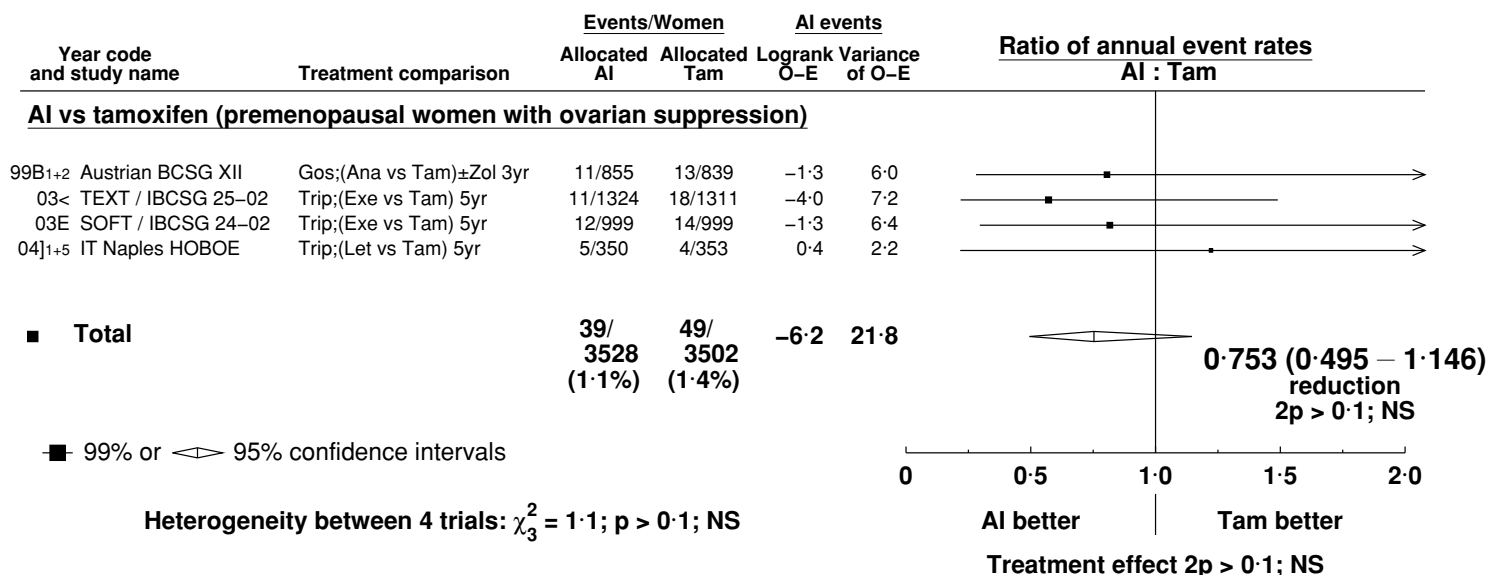 Events/Women AI events
Year code and study name Treatment comparison Allocated AI Allocated Tam Logrank O–E Variance of O–E Ratio of annual event rates AI : Tam
AI vs tamoxifen (premenopausal women with ovarian suppression)
99B1+2 Austrian BCSG XII Gos;(Ana vs Tam)±Zol 3yr 11/855 13/839 −1·3 6·0
03< TEXT / IBCSG 25−02 Trip;(Exe vs Tam) 5yr 11/1324 18/1311 −4·0 7·2
03E SOFT / IBCSG 24−02 Trip;(Exe vs Tam) 5yr 12/999 14/999 −1·3 6·4
04]1+5 IT Naples HOBOE Trip;(Let vs Tam) 5yr 5/350 4/353 0·4 2·2
Total 39/ 49/ −6·2 21·8
3528 3502 0·753 (0·495 − 1·146)
(1·1%) (1·4%) reduction
2p > 0·1; NS
99% or 95% confidence intervals
0 0·5 1·0 1·5 2·0
Heterogeneity between 4 trials: χ²₃ = 1·1; p > 0·1; NS AI better Tam better
Treatment effect 2p > 0·1; NS